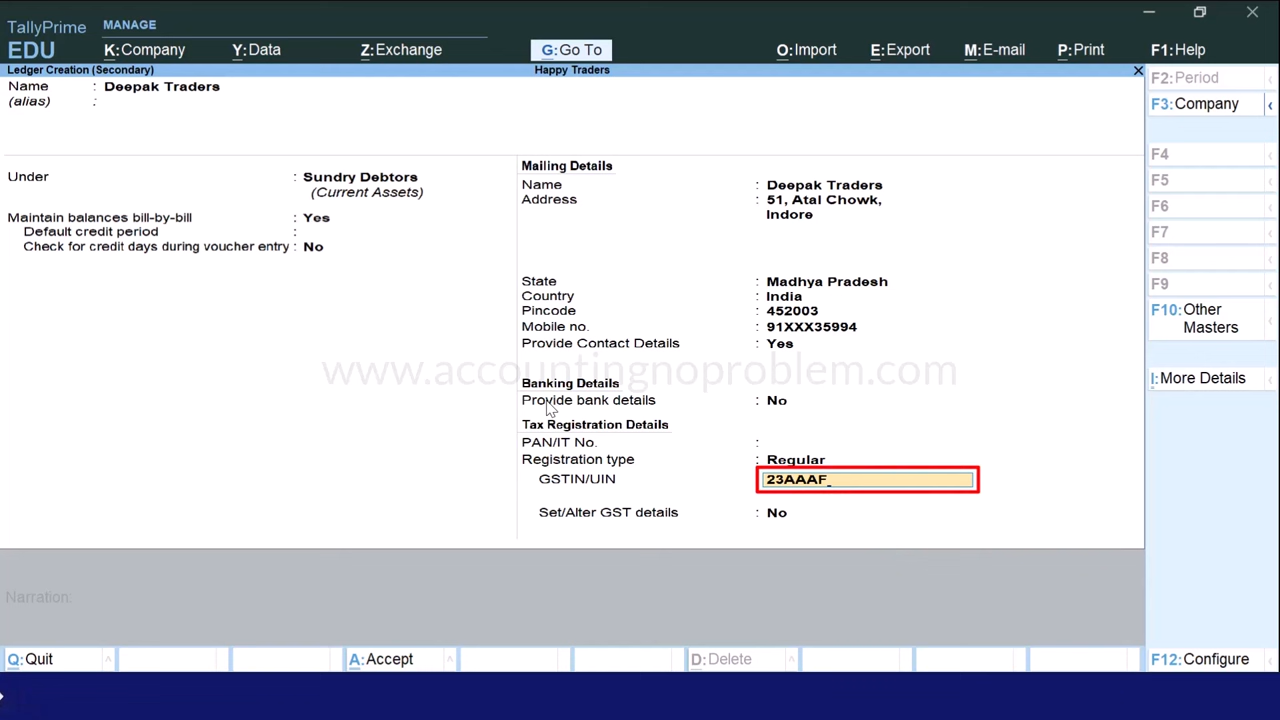 TallyPrime
EDU
MANAGE
K:Company
Y:Data
Z:Exchange
G:Go To
O:Import
E:Export
M:E-mail
P:Print
F1:Help
Ledger Creation (Secondary)
Happy Traders
Name : Deepak Traders
(alias) :
Under : Sundry Debtors
(Current Assets)
Maintain balances bill-by-bill : Yes
Default credit period :
Check for credit days during voucher entry : No
Mailing Details
Name : Deepak Traders
Address : 51, Atal Chowk,
Indore
State : Madhya Pradesh
Country : India
Pincode : 452003
Mobile no. : 91XXX35994
Provide Contact Details : Yes
www.accountingnoproblem.com
Banking Details
Provide bank details : No
Tax Registration Details
PAN/IT No. :
Registration type : Regular
GSTIN/UIN : 23AAAF_
Set/Alter GST details : No
F2:Period
F3:Company
F4
F5
F6
F7
F8
F9
F10:Other
Masters
I:More Details
Narration:
Q:Quit
A:Accept
D:Delete
F12:Configure